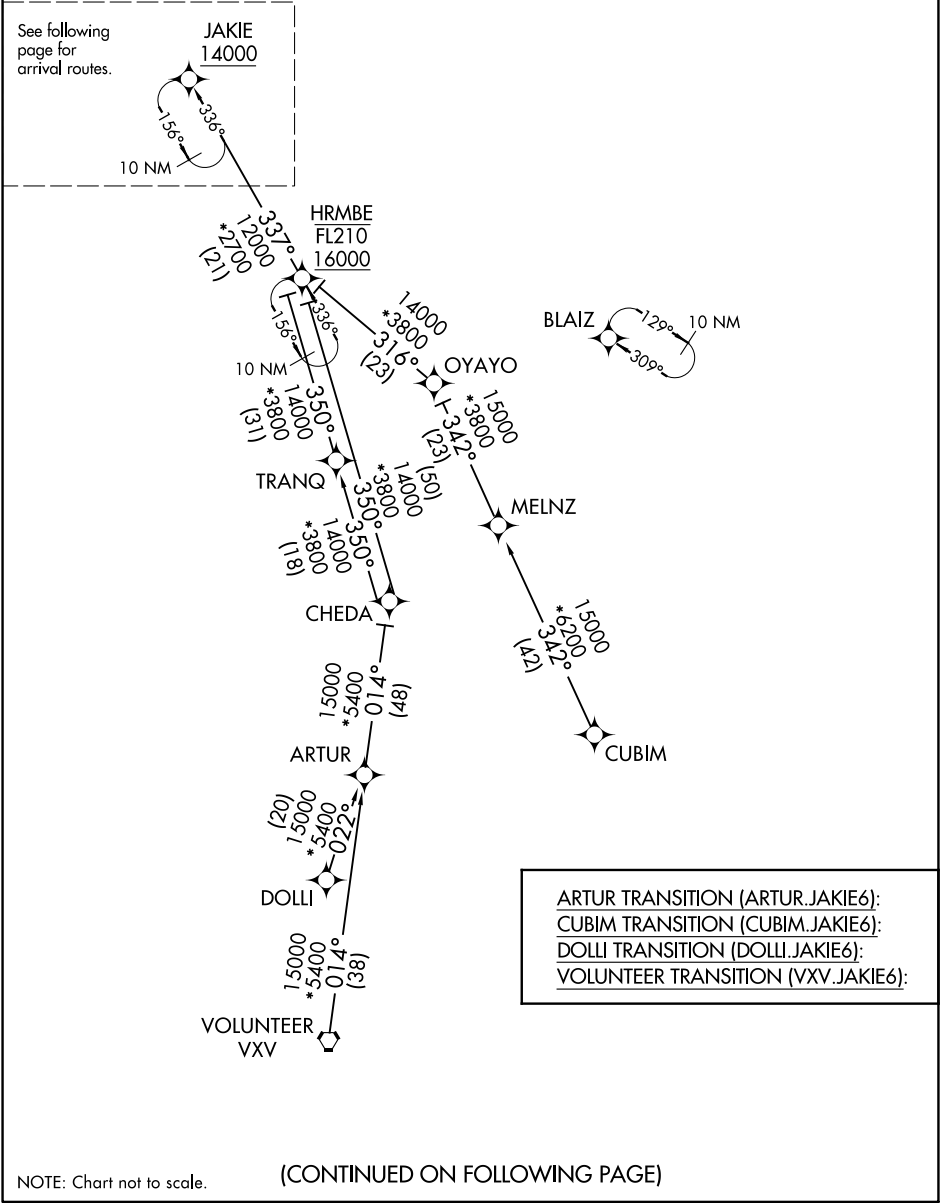 See following
page for
arrival routes.
JAKIE
14000
336°
156°
10 NM
337°
12000
*2700
(21)
HRMBE
FL210
16000
336°
156°
10 NM
14000
*3800
316°
(23)
OYAYO
BLAIZ
129°
10 NM
309°
350°
14000
*3800
(31)
TRANQ
15000
*3800
342°
(23)
MELNZ
(50)
14000
*3800
350°
350°
14000
*3800
(18)
CHEDA
15000
*6200
342°
(42)
CUBIM
15000
*5400
014°
(48)
ARTUR
(20)
15000
*5400
022°
DOLLI
15000
*5400
014°
(38)
VOLUNTEER
VXV
ARTUR TRANSITION (ARTUR.JAKIE6):
CUBIM TRANSITION (CUBIM.JAKIE6):
DOLLI TRANSITION (DOLLI.JAKIE6):
VOLUNTEER TRANSITION (VXV.JAKIE6):
NOTE: Chart not to scale.
(CONTINUED ON FOLLOWING PAGE)